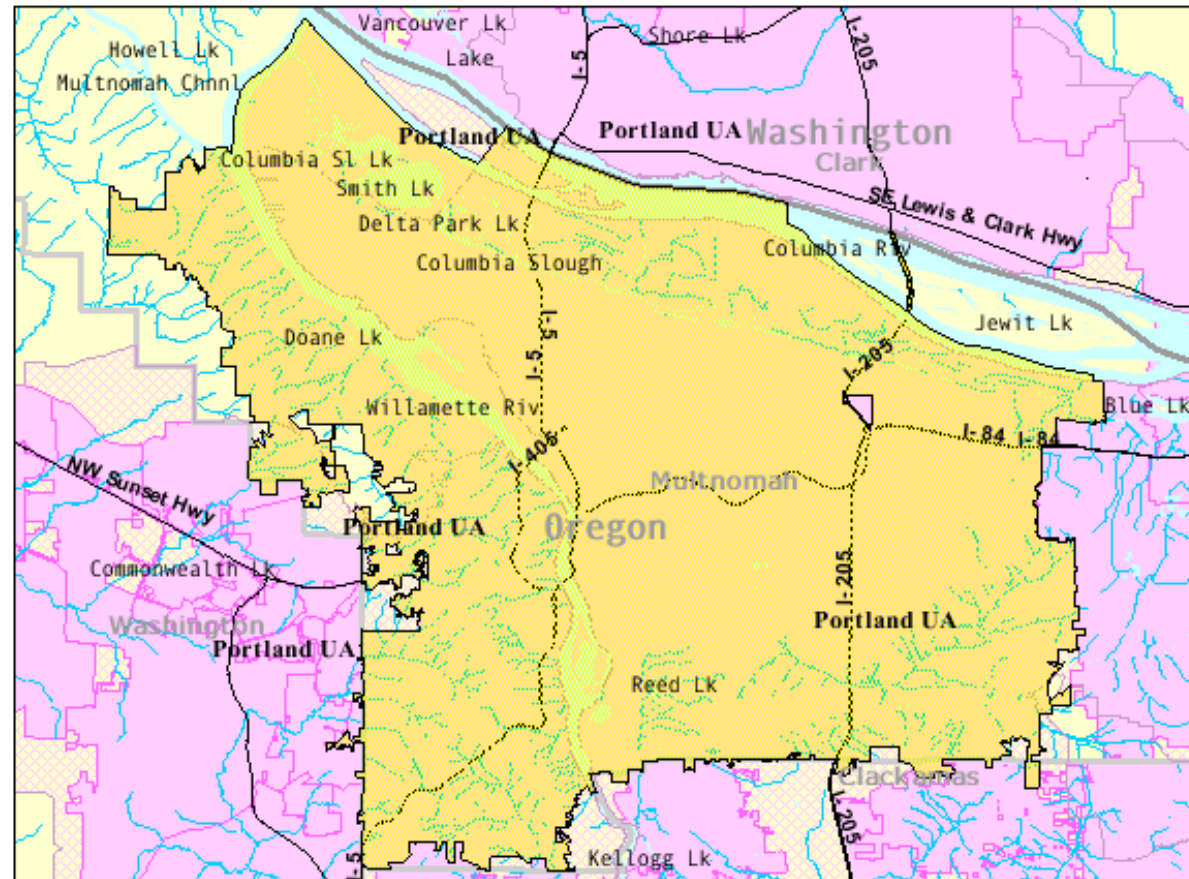 Vancouver Lk
Lake
Shore Lk
I-5
I-205
Howell Lk
Multnomah Chnnl
Portland UA
Portland UA
Washington
Clark
Columbia Sl Lk
Smith Lk
SE Lewis & Clark Hwy
Delta Park Lk
Columbia Riv
Columbia Slough
Jewit Lk
I-5
I-5
Doane Lk
I-205
Willamette Riv
Blue Lk
I-84
I-84
I-405
NW Sunset Hwy
Multnomah
Portland UA
Oregon
Commonwealth Lk
I-205
Washington
Portland UA
Portland UA
Reed Lk
Clackamas
I-205
Kellogg Lk
I-5